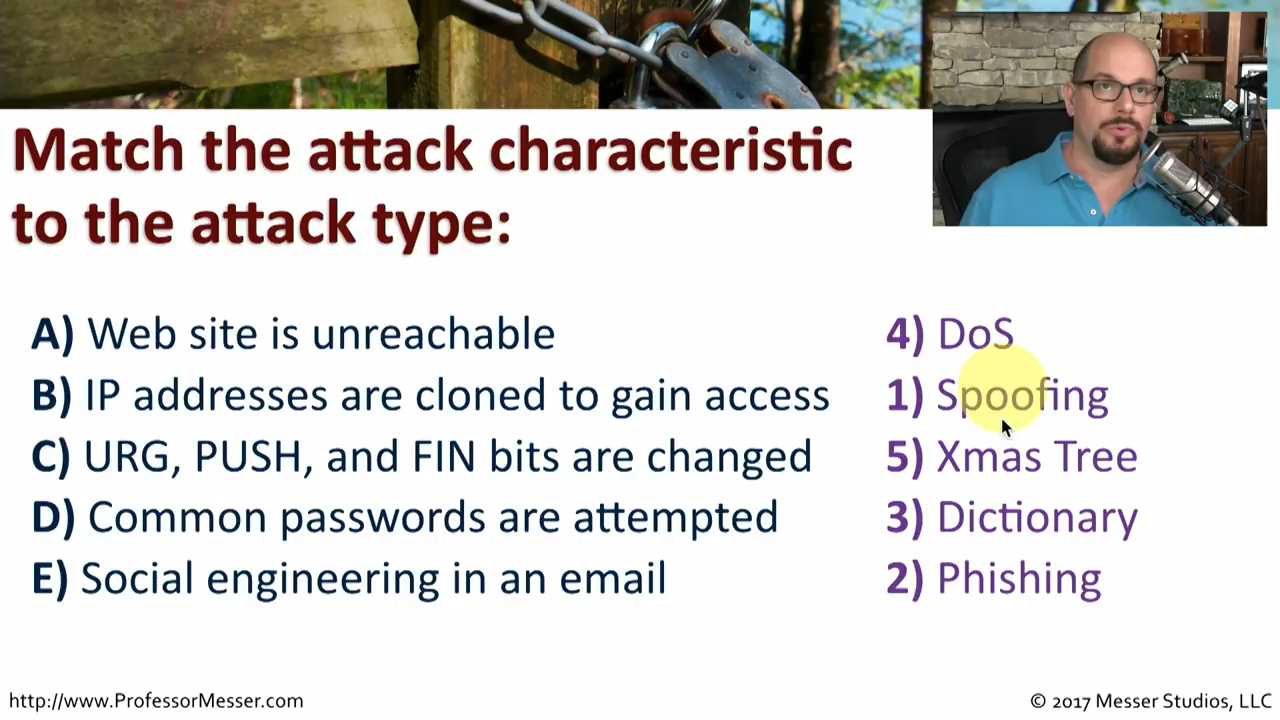 Match the attack characteristic
to the attack type:
A) Web site is unreachable
4) DoS
B) IP addresses are cloned to gain access
1) Spoofing
C) URG, PUSH, and FIN bits are changed
5) Xmas Tree
D) Common passwords are attempted
3) Dictionary
E) Social engineering in an email
2) Phishing
http://www.ProfessorMesser.com
© 2017 Messer Studios, LLC